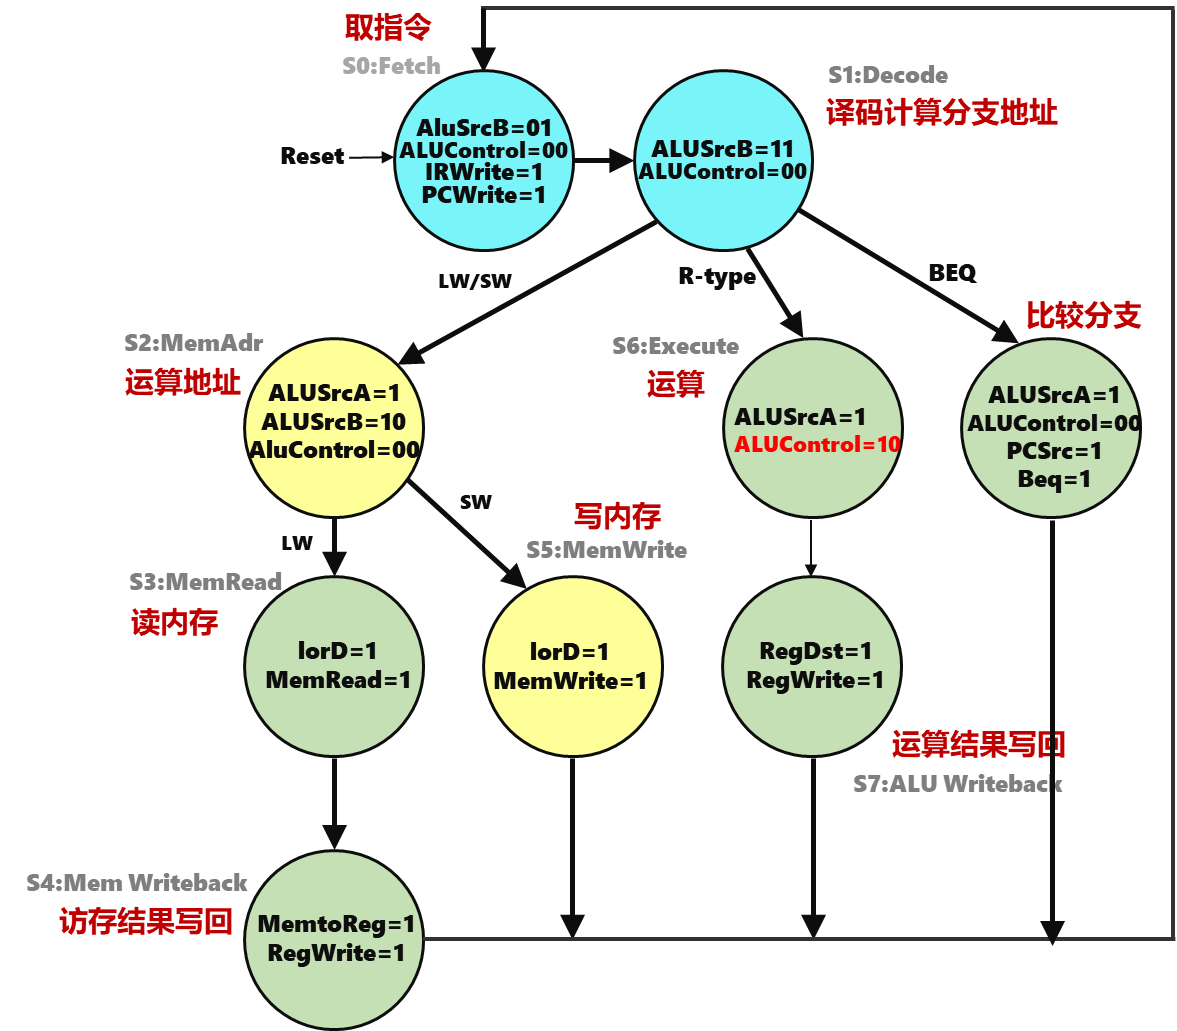 取指令
S0:Fetch
AluSrcB=01
ALUControl=00
IRWrite=1
PCWrite=1
Reset
S1:Decode
译码计算分支地址
ALUSrcB=11
ALUControl=00
LW/SW
R-type
BEQ
S2:MemAdr
运算地址
ALUSrcA=1
ALUSrcB=10
AluControl=00
S6:Execute
运算
ALUSrcA=1
ALUControl=10
比较分支
ALUSrcA=1
ALUControl=00
PCSrc=1
Beq=1
LW
SW
S3:MemRead
读内存
IorD=1
MemRead=1
写内存
S5:MemWrite
IorD=1
MemWrite=1
RegDst=1
RegWrite=1
运算结果写回
S7:ALU Writeback
S4:Mem Writeback
访存结果写回
MemtoReg=1
RegWrite=1